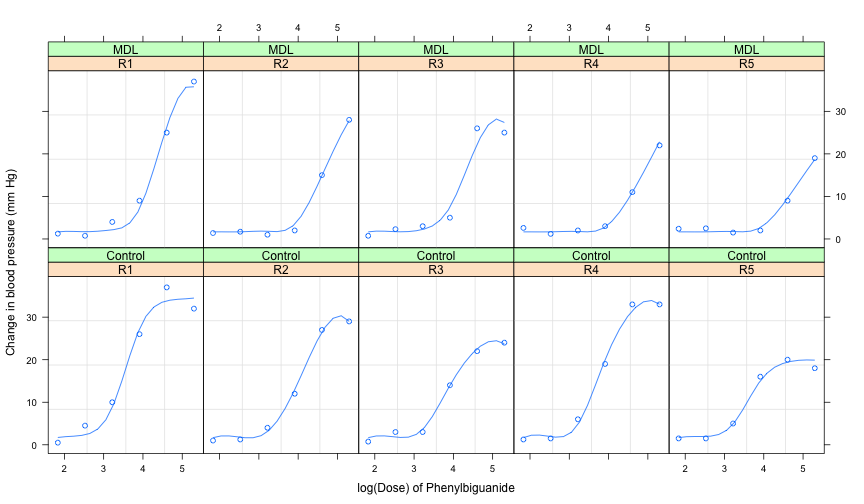 2 3 4 5 2 3 4 5
MDL MDL MDL MDL MDL
R1 R2 R3 R4 R5
30
20
10
0
Control Control Control Control Control
R1 R2 R3 R4 R5
30
20
10
0
2 3 4 5 2 3 4 5 2 3 4 5
Change in blood pressure (mm Hg)
log(Dose) of Phenylbiguanide